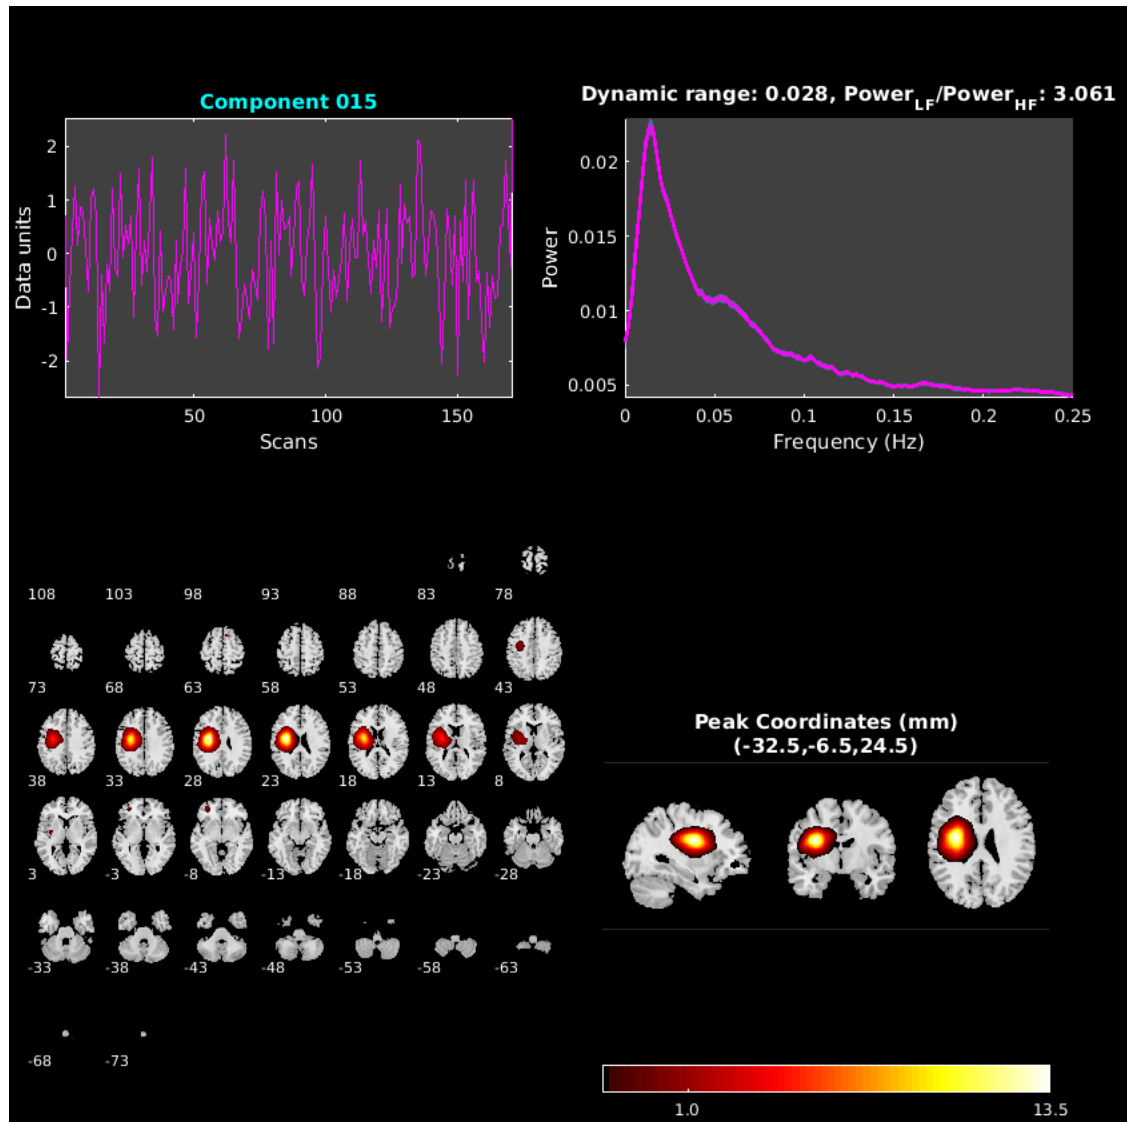 Component 015
Data units
2
1
0
-1
-2
50 100 150
Scans
Dynamic range: 0.028, Power_LF/Power_HF: 3.061
Power
0.02
0.015
0.01
0.005
0 0.05 0.1 0.15 0.2 0.25
Frequency (Hz)
108 103 98 93 88 83 78
73 68 63 58 53 48 43
38 33 28 23 18 13 8
3 -3 -8 -13 -18 -23 -28
-33 -38 -43 -48 -53 -58 -63
-68 -73
Peak Coordinates (mm)
(-32.5,-6.5,24.5)
1.0 13.5